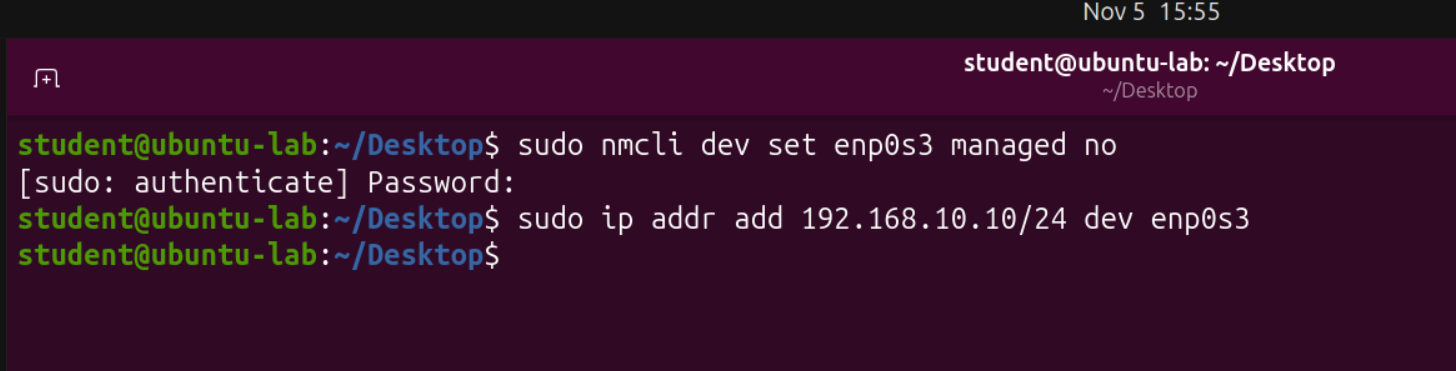 Nov 5 15:55
student@ubuntu-lab: ~/Desktop
~/Desktop
student@ubuntu-lab:~/Desktop$ sudo nmcli dev set enp0s3 managed no
[sudo: authenticate] Password:
student@ubuntu-lab:~/Desktop$ sudo ip addr add 192.168.10.10/24 dev enp0s3
student@ubuntu-lab:~/Desktop$